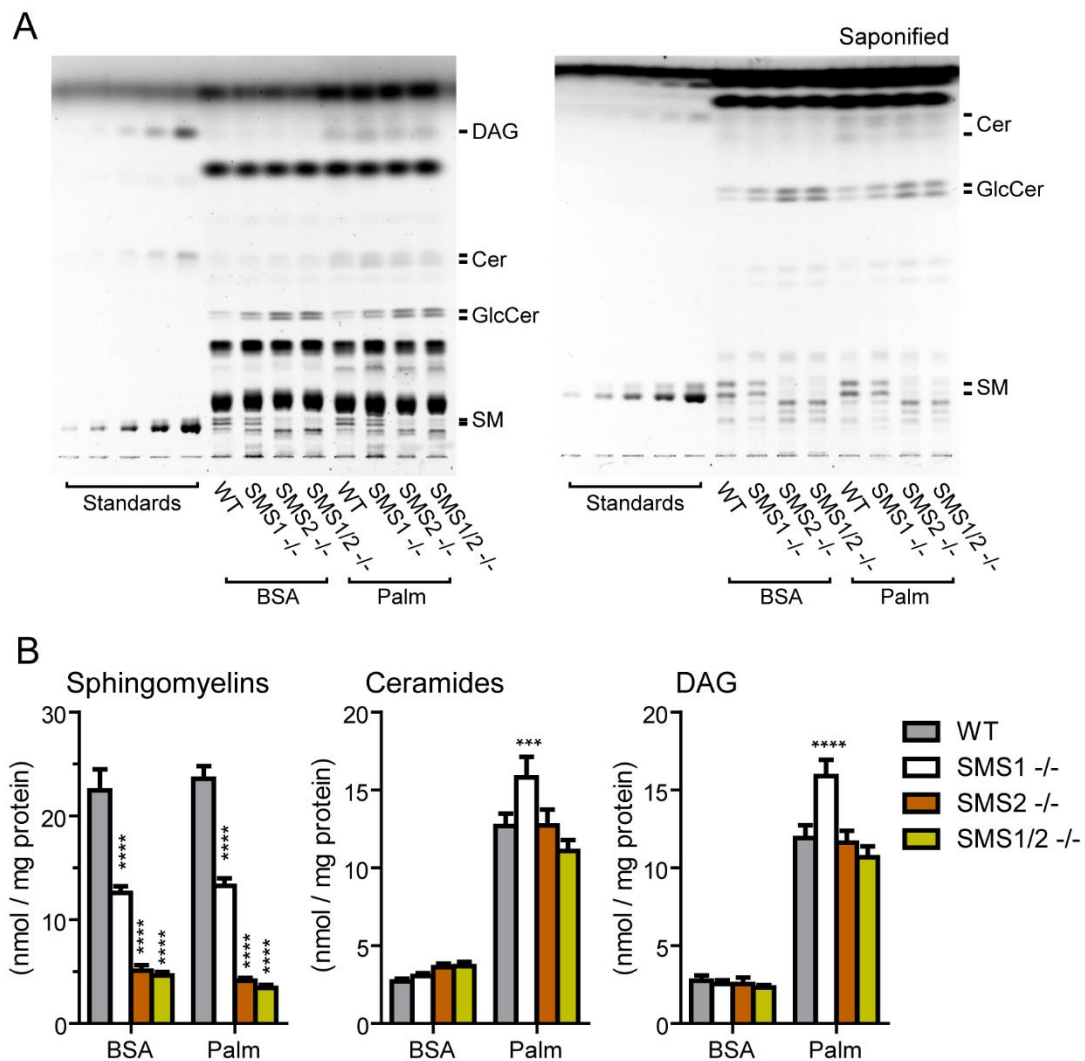 A
Saponified
DAG
Cer
GlcCer
SM
Cer
GlcCer
SM
Standards
WT
SMS1 -/-
SMS2 -/-
SMS1/2 -/-
WT
SMS1 -/-
SMS2 -/-
SMS1/2 -/-
BSA
Palm
Standards
WT
SMS1 -/-
SMS2 -/-
SMS1/2 -/-
WT
SMS1 -/-
SMS2 -/-
SMS1/2 -/-
BSA
Palm
B
Sphingomyelins
(nmol / mg protein)
30
20
10
0
****
****
****
****
****
****
BSA
Palm
Ceramides
(nmol / mg protein)
20
15
10
5
0
***
BSA
Palm
DAG
(nmol / mg protein)
20
15
10
5
0
****
BSA
Palm
WT
SMS1 -/-
SMS2 -/-
SMS1/2 -/-